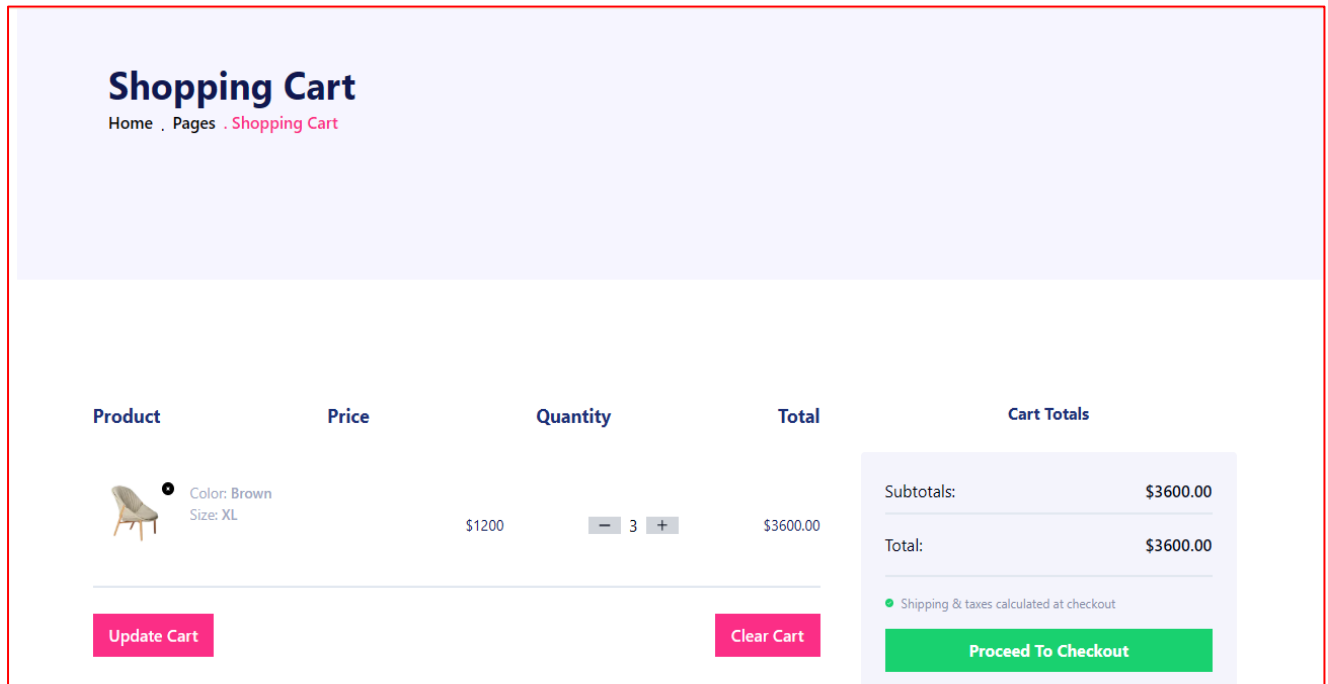 Shopping Cart
Home . Pages . Shopping Cart
Product Price Quantity Total
Color: Brown
Size: XL
$1200 — 3 + $3600.00
Update Cart Clear Cart
Cart Totals
Subtotals: $3600.00
Total: $3600.00
Shipping & taxes calculated at checkout
Proceed To Checkout